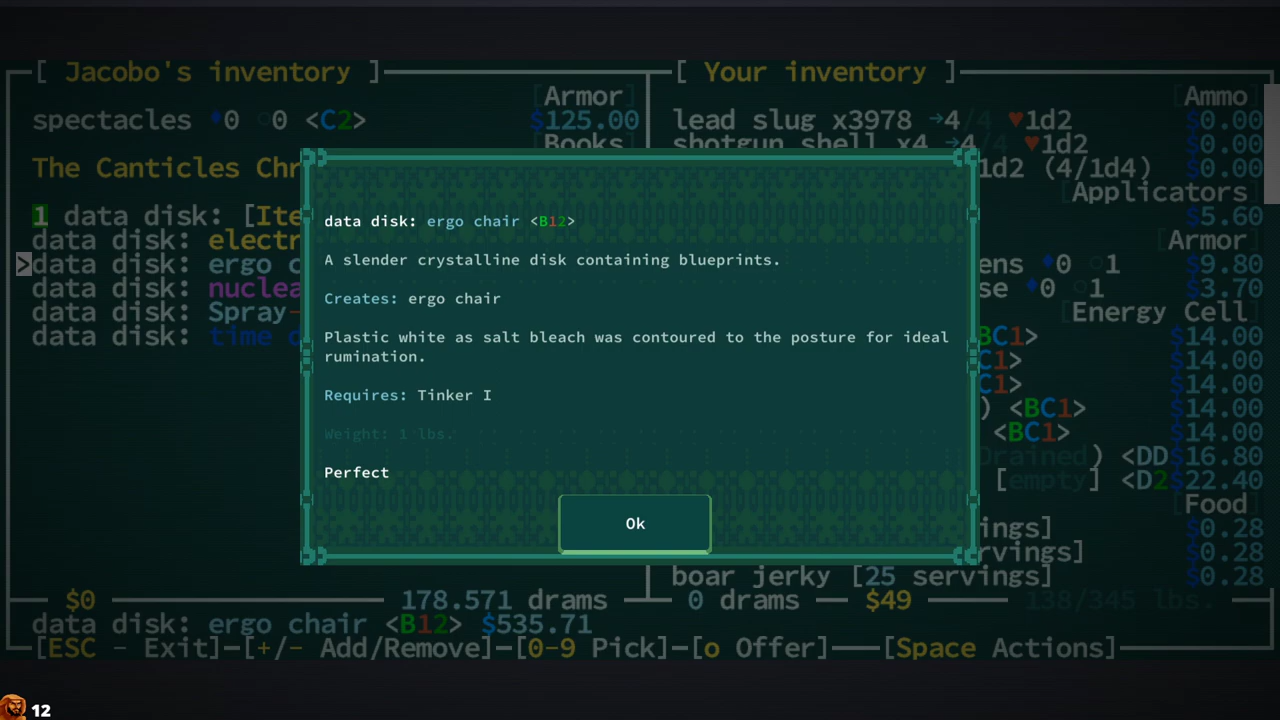 [ Jacobo's inventory ]
[ Your inventory ]
[Armor]
spectacles ♦0 ○0 <C2> $125.00
[Books]
The Canticles Chr
1 data disk: [Ite
data disk: electr
>data disk: ergo c
data disk: nuclea
data disk: Spray-
data disk: time d
[Ammo]
lead slug x3978 →4/4 ♥1d2 $0.00
shotgun shell x4 →4/4 ♥1d2 $0.00
1d2 (4/1d4) $0.00
[Applicators]
$5.60
[Armor]
ens ♦0 ○1 $9.80
se ♦0 ○1 $3.70
[Energy Cell]
BC1> $14.00
C1> $14.00
C1> $14.00
) <BC1> $14.00
<BC1> $14.00
Drained) <DD $16.80
[empty] <D2 $22.40
[Food]
ings] $0.28
rvings] $0.28
boar jerky [25 servings] $0.28
data disk: ergo chair <B12>
A slender crystalline disk containing blueprints.
Creates: ergo chair
Plastic white as salt bleach was contoured to the posture for ideal
rumination.
Requires: Tinker I
Weight: 1 lbs.
Perfect
Ok
$0 178.571 drams 0 drams $49 138/345 lbs.
data disk: ergo chair <B12> $535.71
[ESC - Exit] [+/- Add/Remove] [0-9 Pick] [o Offer] [Space Actions]
12